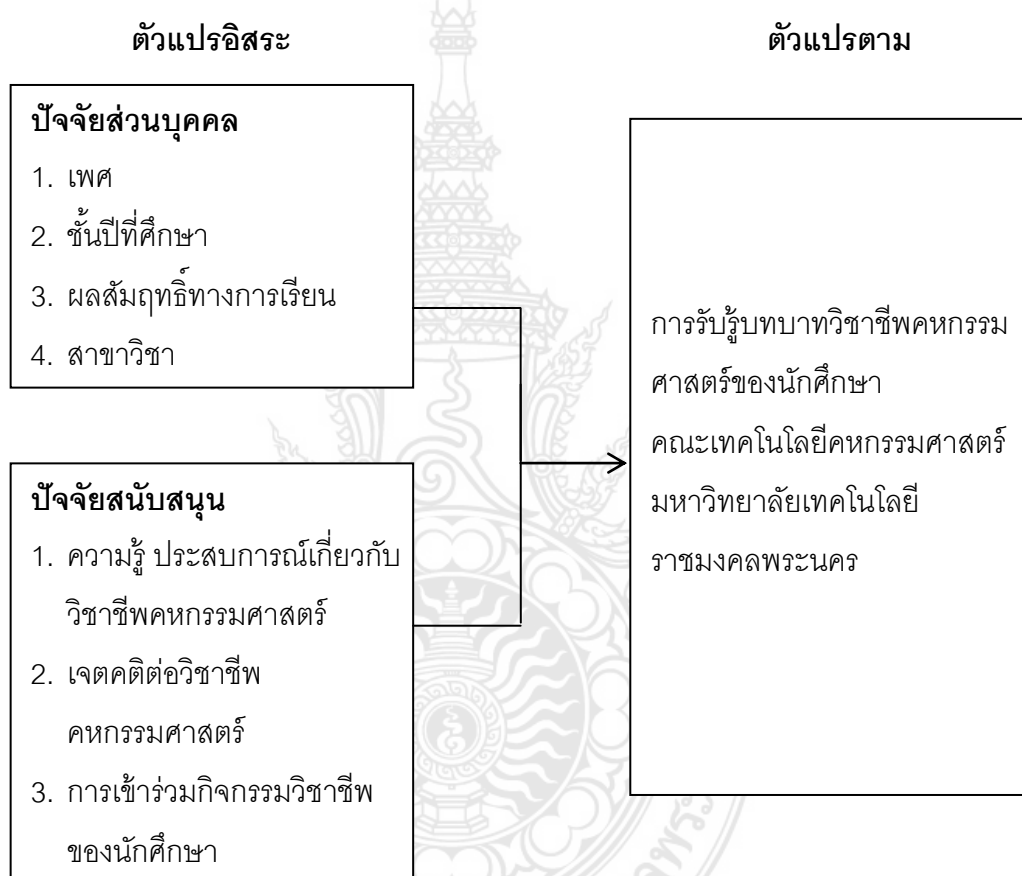 ตัวแปรอิสระ
ตัวแปรตาม
ปัจจัยส่วนบุคคล
1. เพศ
2. ชั้นปีที่ศึกษา
3. ผลสัมฤทธิ์ทางการเรียน
4. สาขาวิชา
ปัจจัยสนับสนุน
1. ความรู้ ประสบการณ์เกี่ยวกับ
วิชาชีพคหกรรมศาสตร์
2. เจตคติต่อวิชาชีพ
คหกรรมศาสตร์
3. การเข้าร่วมกิจกรรมวิชาชีพ
ของนักศึกษา
การรับรู้บทบาทวิชาชีพคหกรรม
ศาสตร์ของนักศึกษา
คณะเทคโนโลยีคหกรรมศาสตร์
มหาวิทยาลัยเทคโนโลยี
ราชมงคลพระนคร